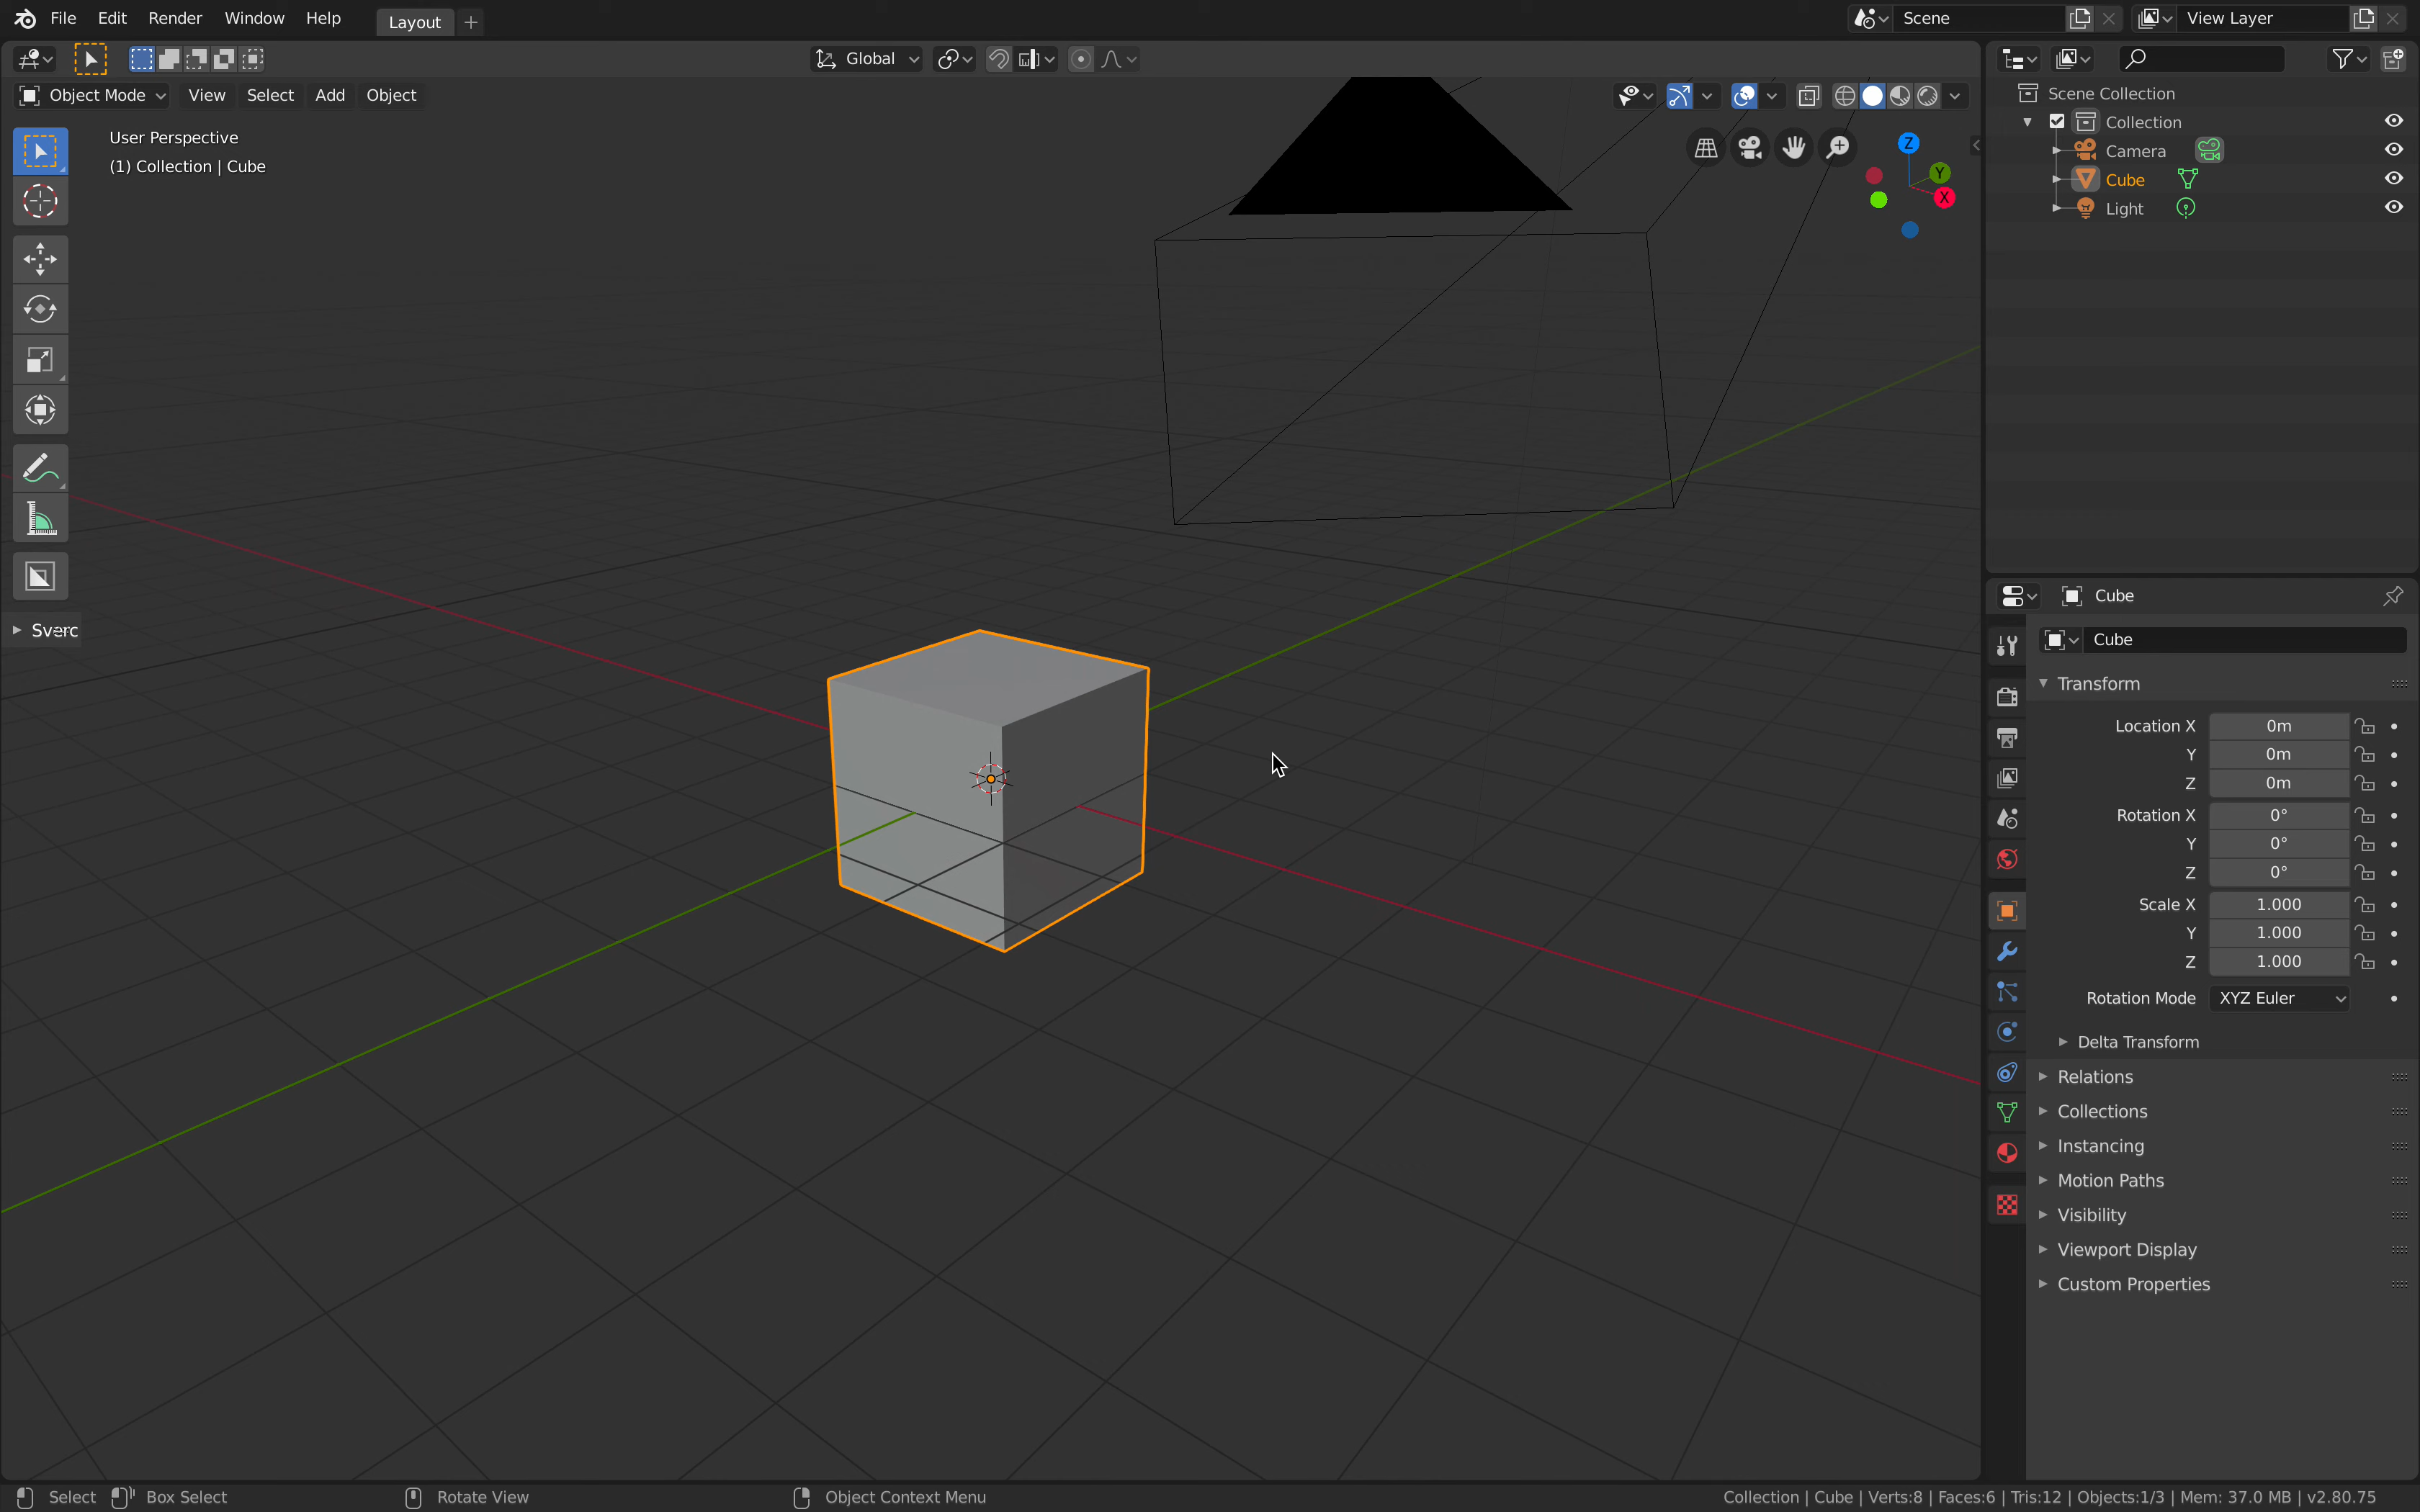 File Edit Render Window Help Layout + Scene View Layer
Global
Object Mode View Select Add Object
User Perspective
(1) Collection | Cube
Z
Y
X
Sverc
Scene Collection
Collection
Camera
Cube
Light
Cube
Cube
Transform
Location X 0m
Y 0m
Z 0m
Rotation X 0°
Y 0°
Z 0°
Scale X 1.000
Y 1.000
Z 1.000
Rotation Mode XYZ Euler
Delta Transform
Relations
Collections
Instancing
Motion Paths
Visibility
Viewport Display
Custom Properties
Select Box Select Rotate View Object Context Menu Collection | Cube | Verts:8 | Faces:6 | Tris:12 | Objects:1/3 | Mem: 37.0 MB | v2.80.75